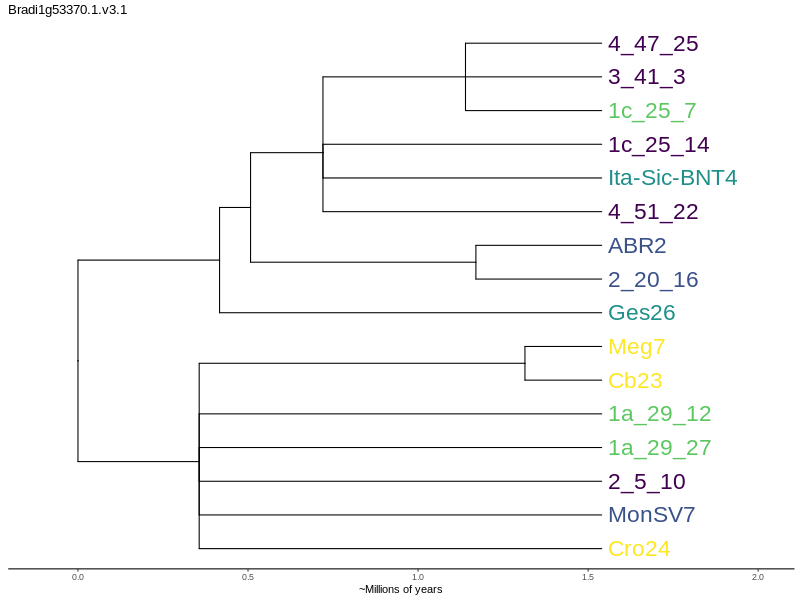 Bradi1g53370.1.v3.1
4_47_25
3_41_3
1c_25_7
1c_25_14
Ita-Sic-BNT4
4_51_22
ABR2
2_20_16
Ges26
Meg7
Cb23
1a_29_12
1a_29_27
2_5_10
MonSV7
Cro24
0.0 0.5 1.0 1.5 2.0
~Millions of years